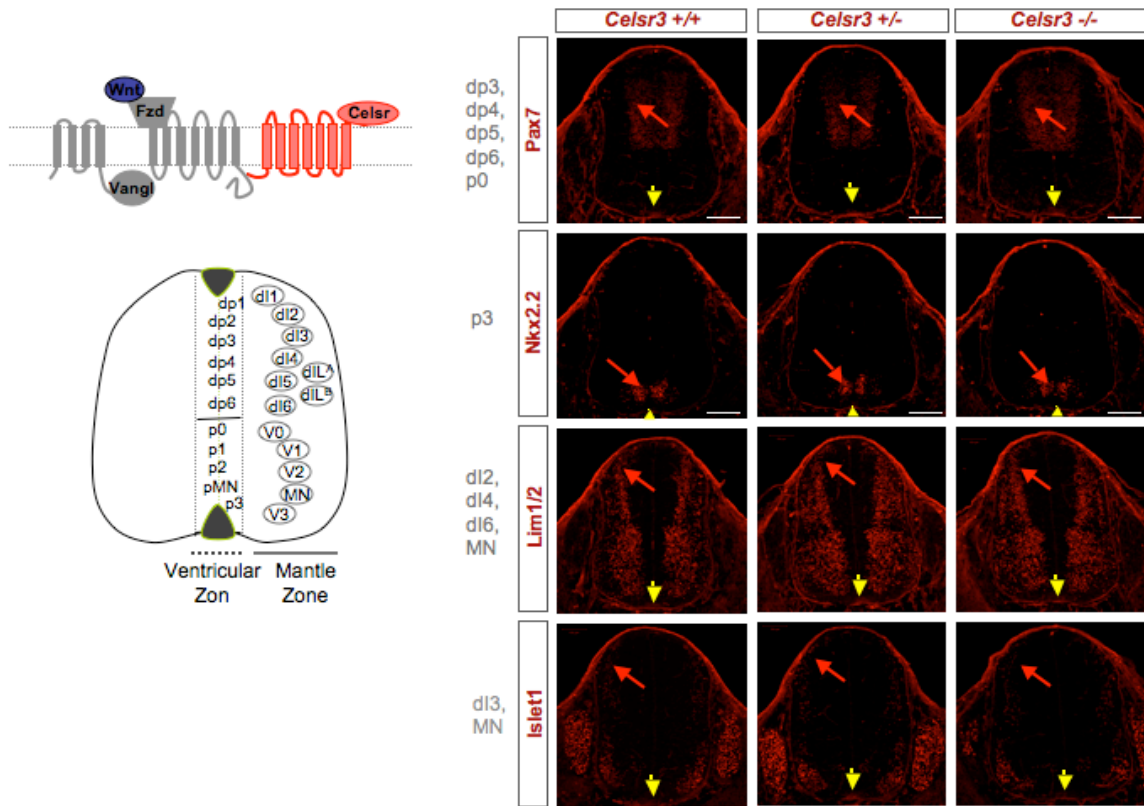 Celsr3 +/+
Celsr3 +/-
Celsr3 -/-
Wnt
Fzd
Celsr
Vangl
dp3,
dp4,
dp5,
dp6,
p0
Pax7
p3
Nkx2.2
dI2,
dI4,
dI6,
MN
Lim1/2
dI3,
MN
Islet1
dp1
dp2
dp3
dp4
dp5
dp6
p0
p1
p2
pMN
p3
dI1
dI2
dI3
dI4
dILᴬ
dI5
dILᴮ
dI6
V0
V1
V2
MN
V3
Ventricular
Zon
Mantle
Zone